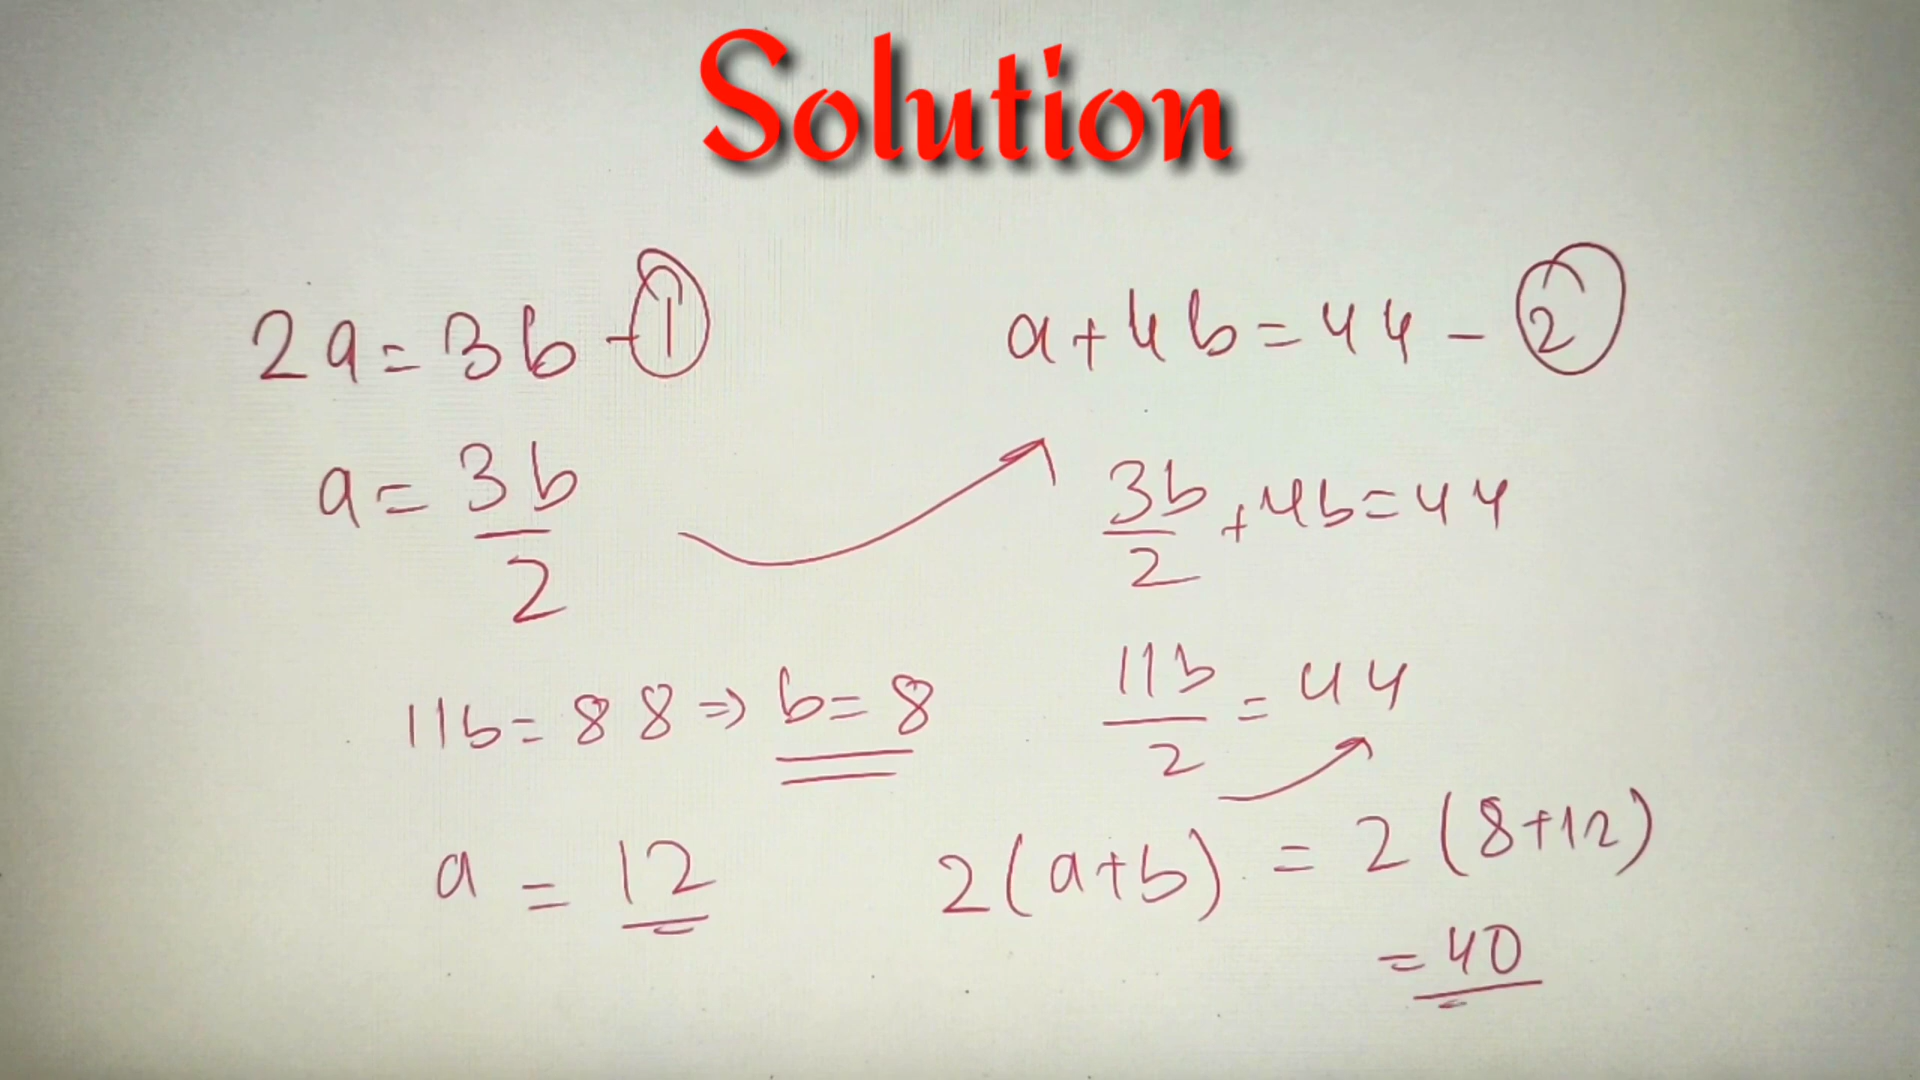 Solution
2a = 3b - 1
a + 4b = 44 - 2
a = 3b/2
3b/2 + 4b = 44
11b = 88 ⇒ b = 8
11b/2 = 44
a = 12
2(a+b) = 2(8+12)
= 40